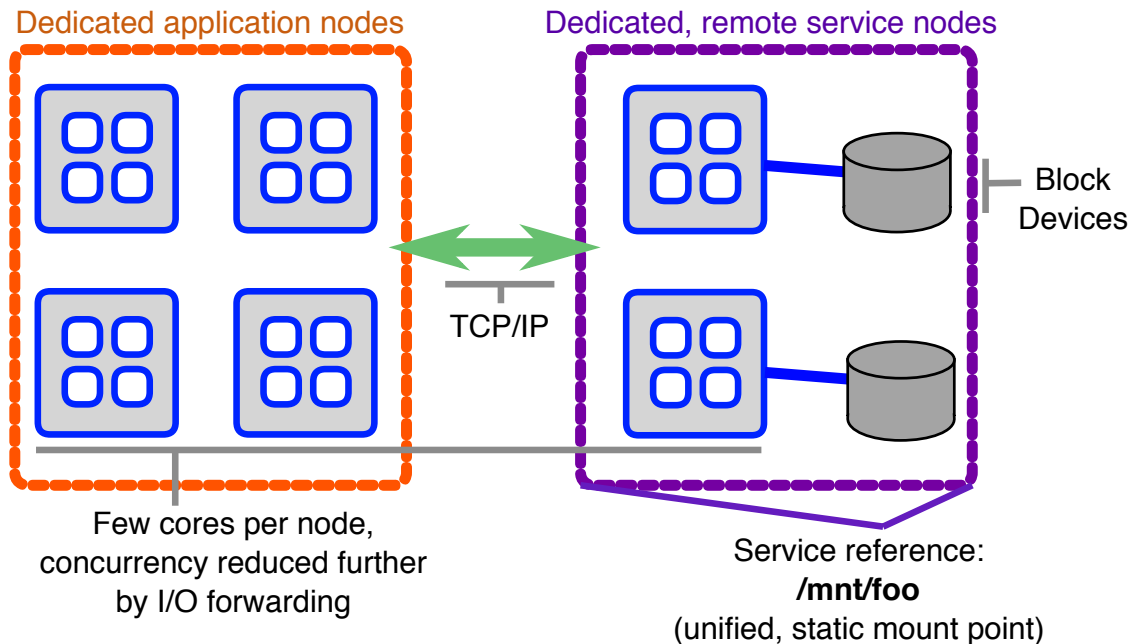 Dedicated application nodes
Dedicated, remote service nodes
Block
Devices
TCP/IP
Few cores per node,
concurrency reduced further
by I/O forwarding
Service reference:
/mnt/foo
(unified, static mount point)